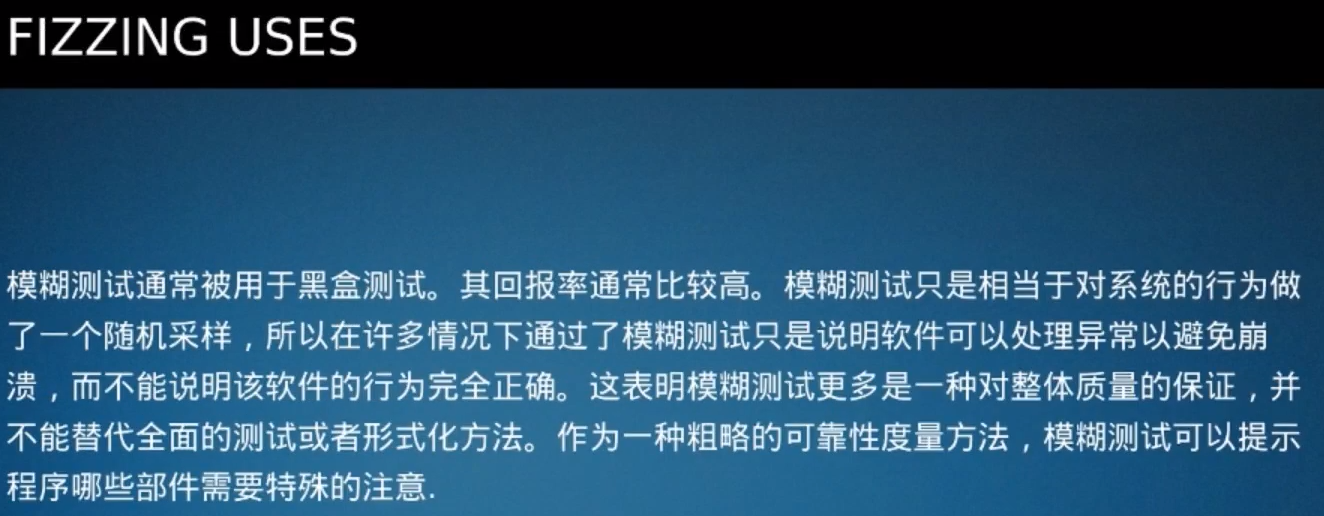 FIZZING USES
模糊测试通常被用于黑盒测试。其回报率通常比较高。模糊测试只是相当于对系统的行为做
了一个随机采样，所以在许多情况下通过了模糊测试只是说明软件可以处理异常以避免崩
溃，而不能说明该软件的行为完全正确。这表明模糊测试更多是一种对整体质量的保证，并
不能替代全面的测试或者形式化方法。作为一种粗略的可靠性度量方法，模糊测试可以提示
程序哪些部件需要特殊的注意.